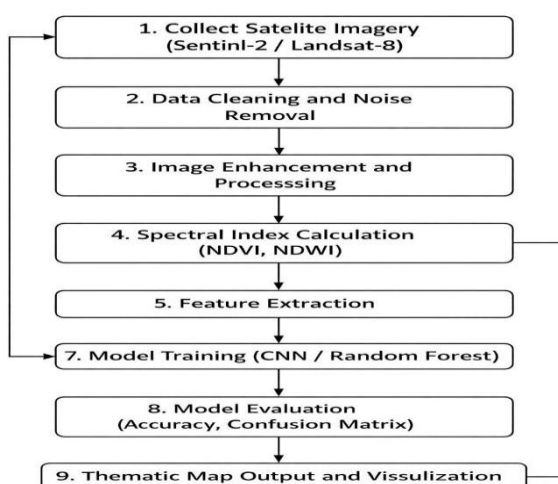 1. Collect Satelite Imagery
(Sentinl-2 / Landsat-8)
2. Data Cleaning and Noise
Removal
3. Image Enhancement and
Processsing
4. Spectral Index Calculation
(NDVI, NDWI)
5. Feature Extraction
7. Model Training (CNN / Random Forest)
8. Model Evaluation
(Accuracy, Confusion Matrix)
9. Thematic Map Output and Vissulization